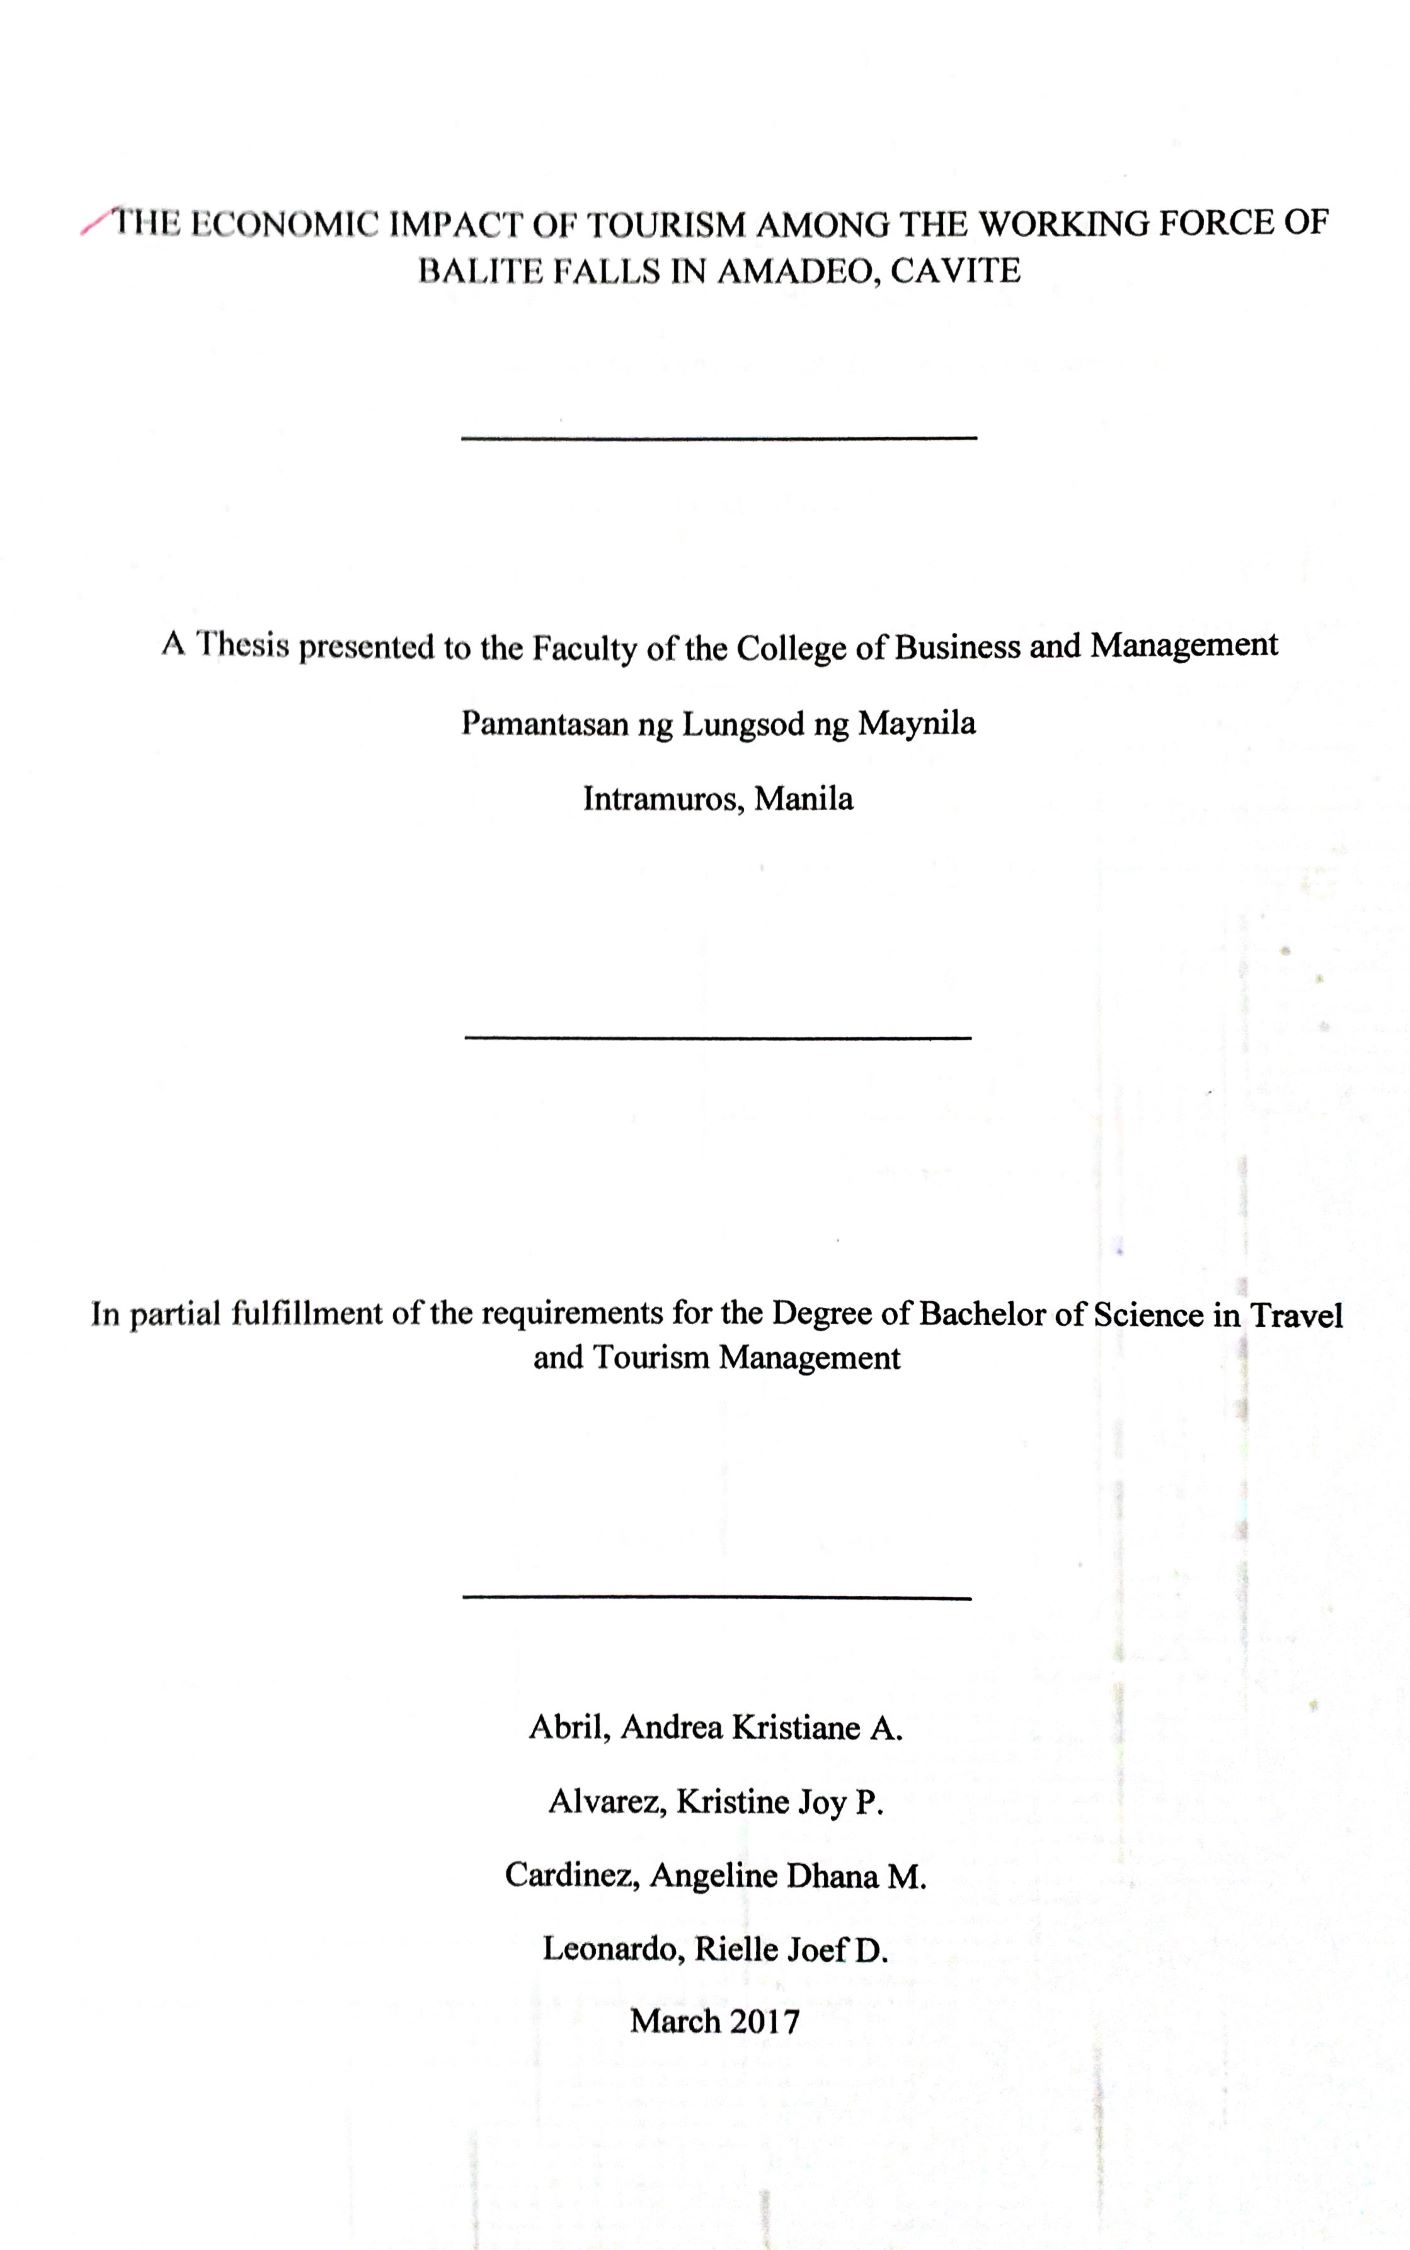 THE ECONOMIC IMPACT OF TOURISM AMONG THE WORKING FORCE OF
BALITE FALLS IN AMADEO, CAVITE
A Thesis presented to the Faculty of the College of Business and Management
Pamantasan ng Lungsod ng Maynila
Intramuros, Manila
In partial fulfillment of the requirements for the Degree of Bachelor of Science in Travel
and Tourism Management
Abril, Andrea Kristiane A.
Alvarez, Kristine Joy P.
Cardinez, Angeline Dhana M.
Leonardo, Rielle Joef D.
March 2017